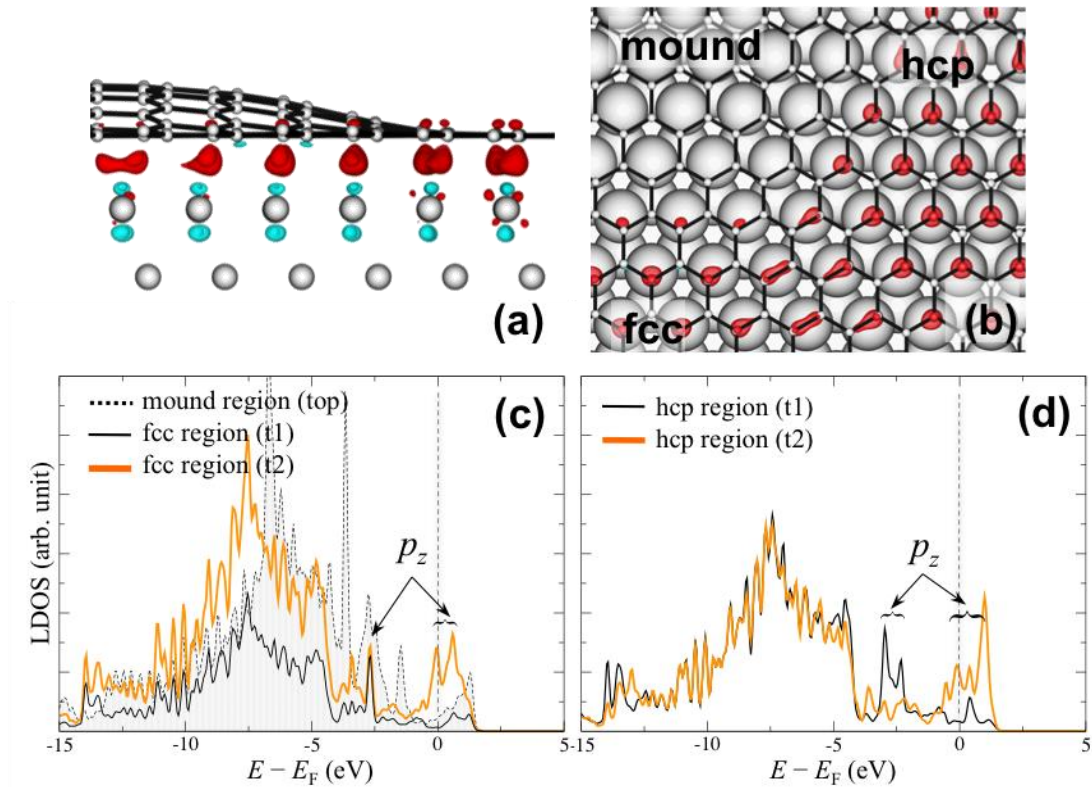 mound
hcp
fcc
(a)
(b)
(c)
mound region (top)
fcc region (t1)
fcc region (t2)
p_z
LDOS (arb. unit)
-15 -10 -5 0 5
E − E_F (eV)
(d)
hcp region (t1)
hcp region (t2)
p_z
-15 -10 -5 0 5
E − E_F (eV)